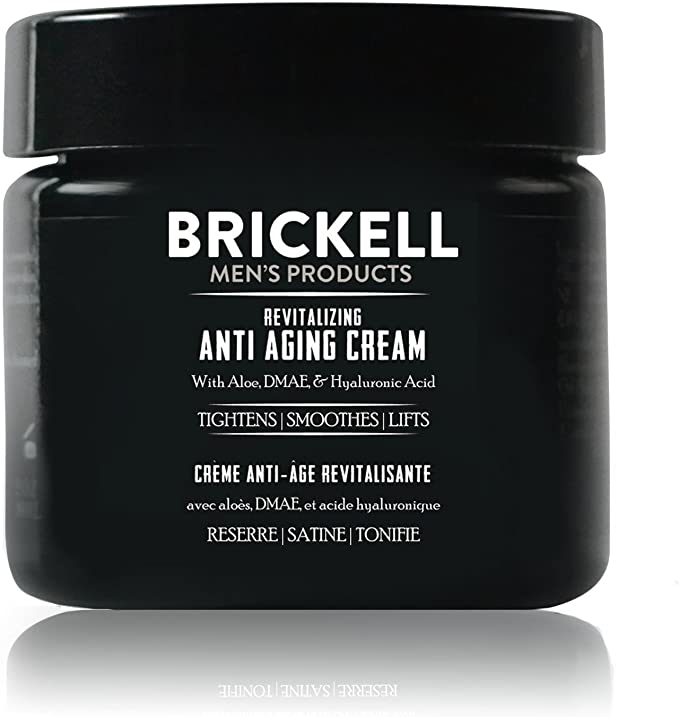 BRICKELL
MEN'S PRODUCTS
REVITALIZING
ANTI AGING CREAM
With Aloe, DMAE, & Hyaluronic Acid
TIGHTENS | SMOOTHES | LIFTS
CRÈME ANTI-ÂGE REVITALISANTE
avec aloès, DMAE, et acide hyaluronique
RESERRE | SATINE | TONIFIE